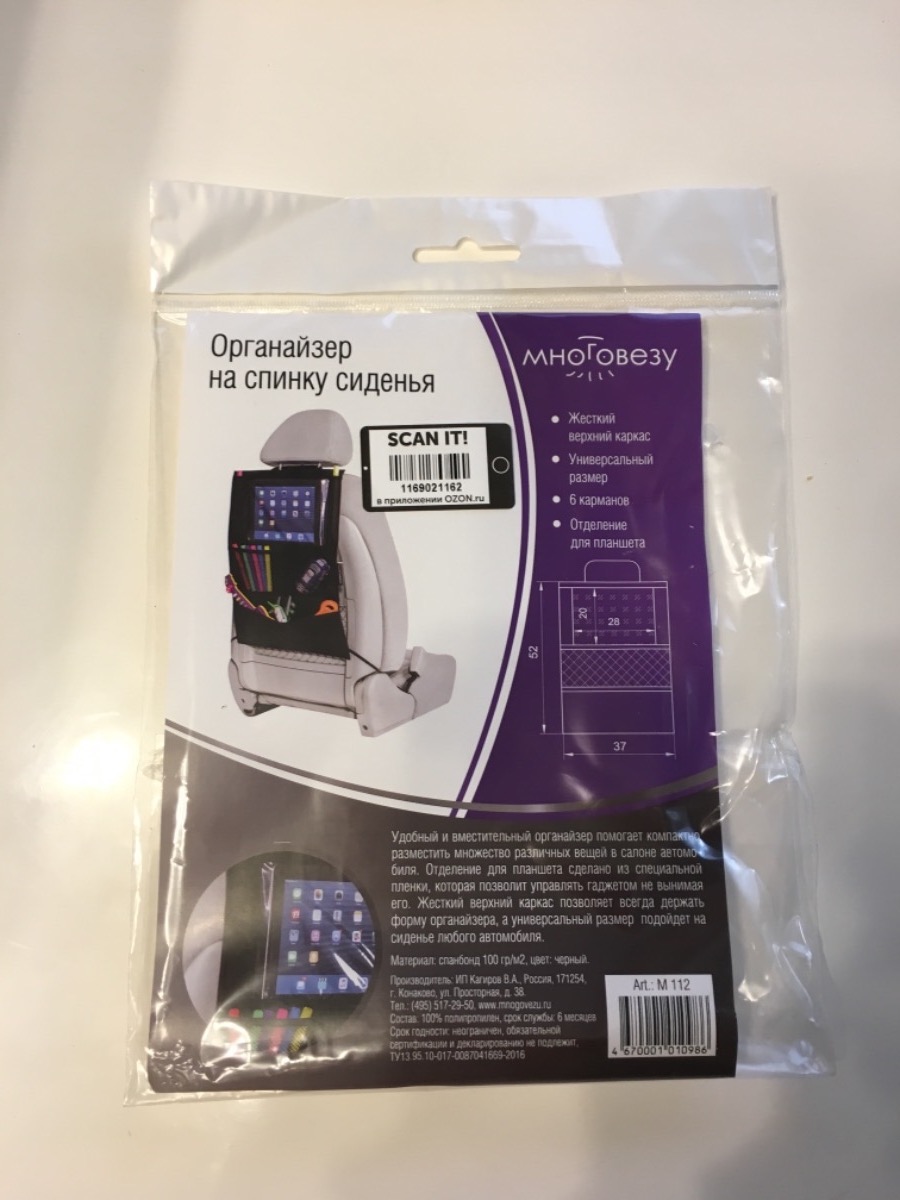 Органайзер
на спинку сиденья
многовезу
SCAN IT!
1169021162
в приложении OZON.ru
Жесткий
верхний каркас
Универсальный
размер
6 карманов
Отделение
для планшета
20
28
52
37
Удобный и вместительный органайзер помогает компактно
разместить множество различных вещей в салоне автомо-
биля. Отделение для планшета сделано из специальной
пленки, которая позволит управлять гаджетом не вынимая
его. Жесткий верхний каркас позволяет всегда держать
форму органайзера, а универсальный размер подойдет на
сиденье любого автомобиля.
Материал: спанбонд 100 гр/м2, цвет: черный.
Производитель: ИП Кагиров В.А., Россия, 171254,
г. Конаково, ул. Просторная, д. 38.
Тел.: (495) 517-29-50, www.mnogovezu.ru
Состав: 100% полипропилен, срок службы: 6 месяцев
Срок годности: неограничен, обязательной
сертификации и декларированию не подлежит,
ТУ13.95.10-017-0087041669-2016
Art.: M 112
4 670001 010986